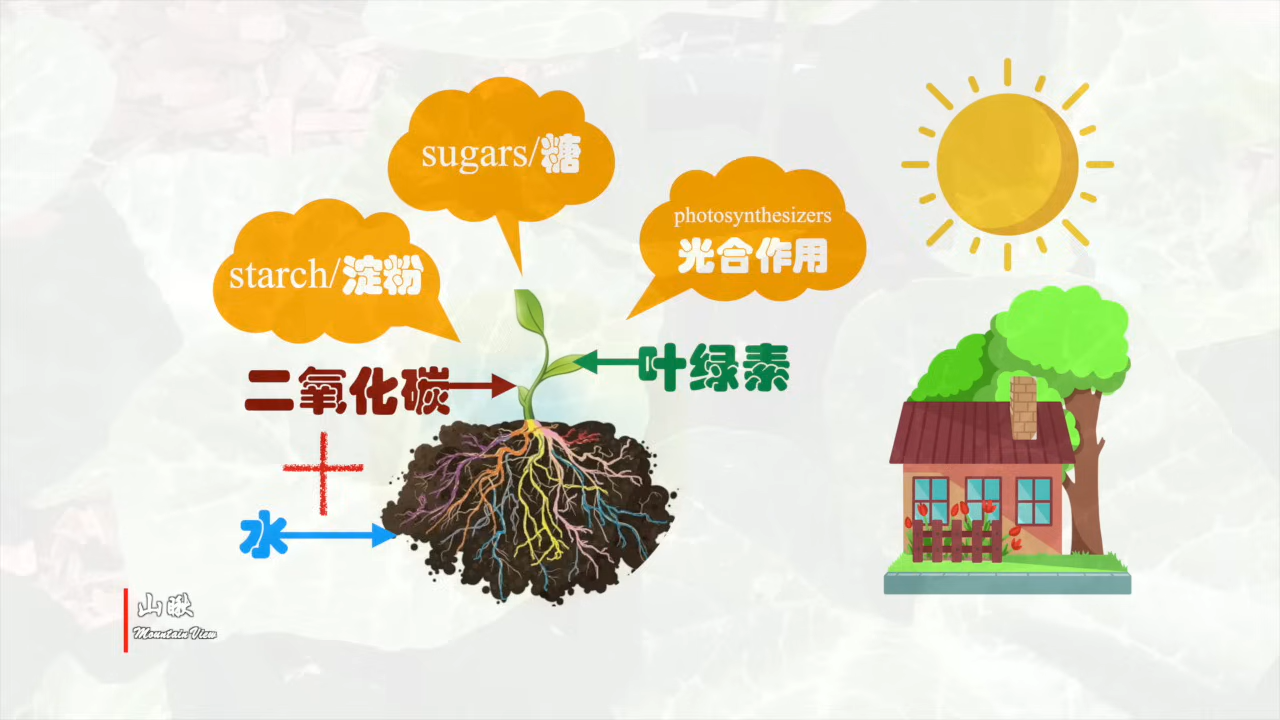 sugars/糖
photosynthesizers
光合作用
starch/淀粉
二氧化碳
叶绿素
水
山瞅
Mountain View